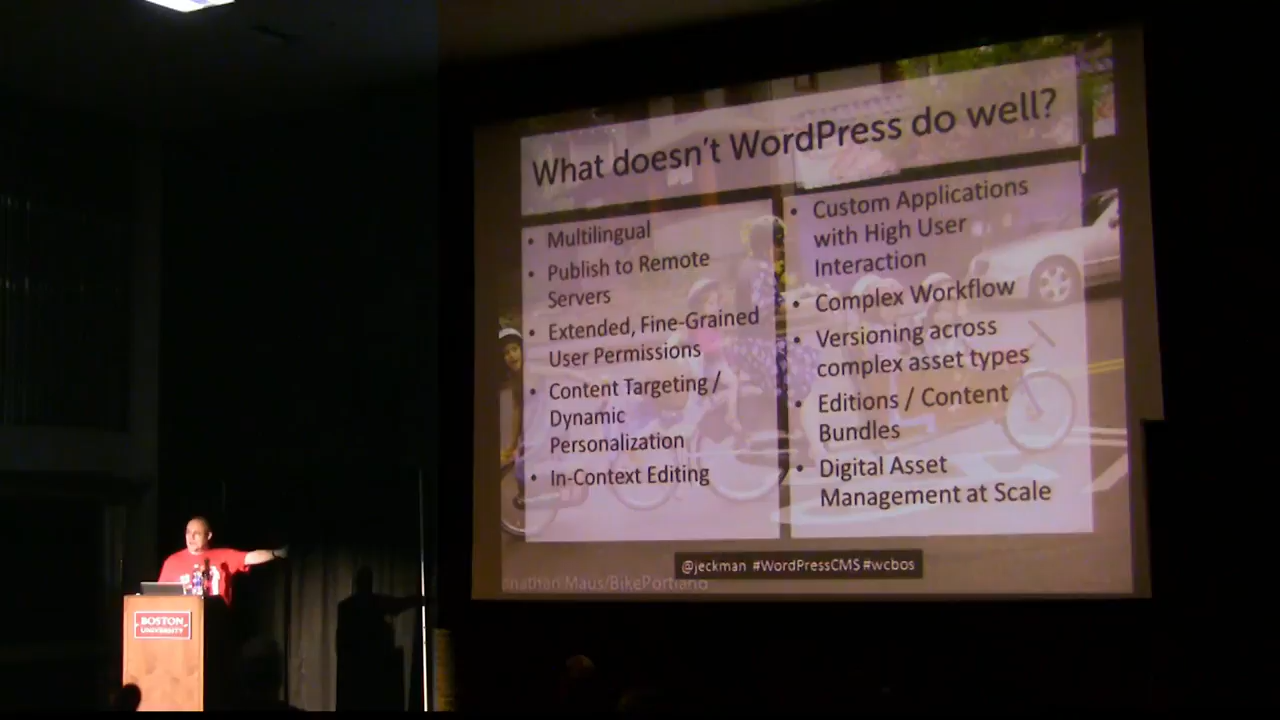 What doesn't WordPress do well?
• Multilingual
• Publish to Remote
Servers
• Extended, Fine-Grained
User Permissions
• Content Targeting /
Dynamic
Personalization
• In-Context Editing
• Custom Applications
with High User
Interaction
• Complex Workflow
• Versioning across
complex asset types
• Editions / Content
Bundles
• Digital Asset
Management at Scale
@jeckman #WordPressCMS #wcbos
Maus/BikePortland
BOSTON
UNIVERSITY